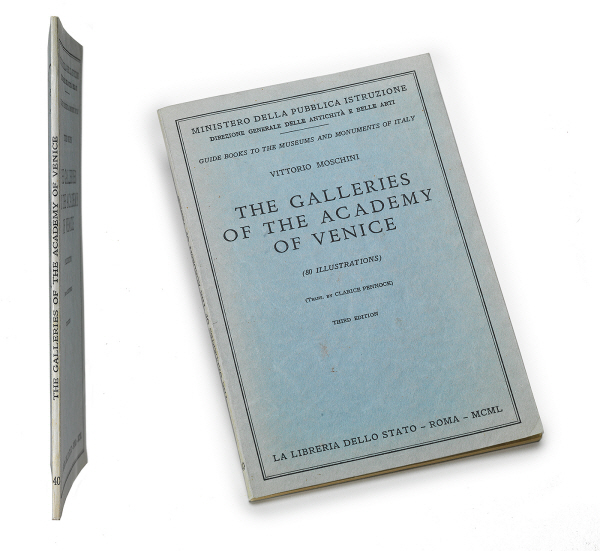 THE GALLERIES OF THE ACADEMY OF VENICE
40
MINISTERO DELLA PUBBLICA ISTRUZIONE
DIREZIONE GENERALE DELLE ANTICHITÀ E BELLE ARTI
GUIDE BOOKS TO THE MUSEUMS AND MONUMENTS OF ITALY
VITTORIO MOSCHINI
THE GALLERIES
OF THE ACADEMY
OF VENICE
(80 ILLUSTRATIONS)
(TRANS. BY CLARICE PENNOCK)
THIRD EDITION
LA LIBRERIA DELLO STATO – ROMA – MCML